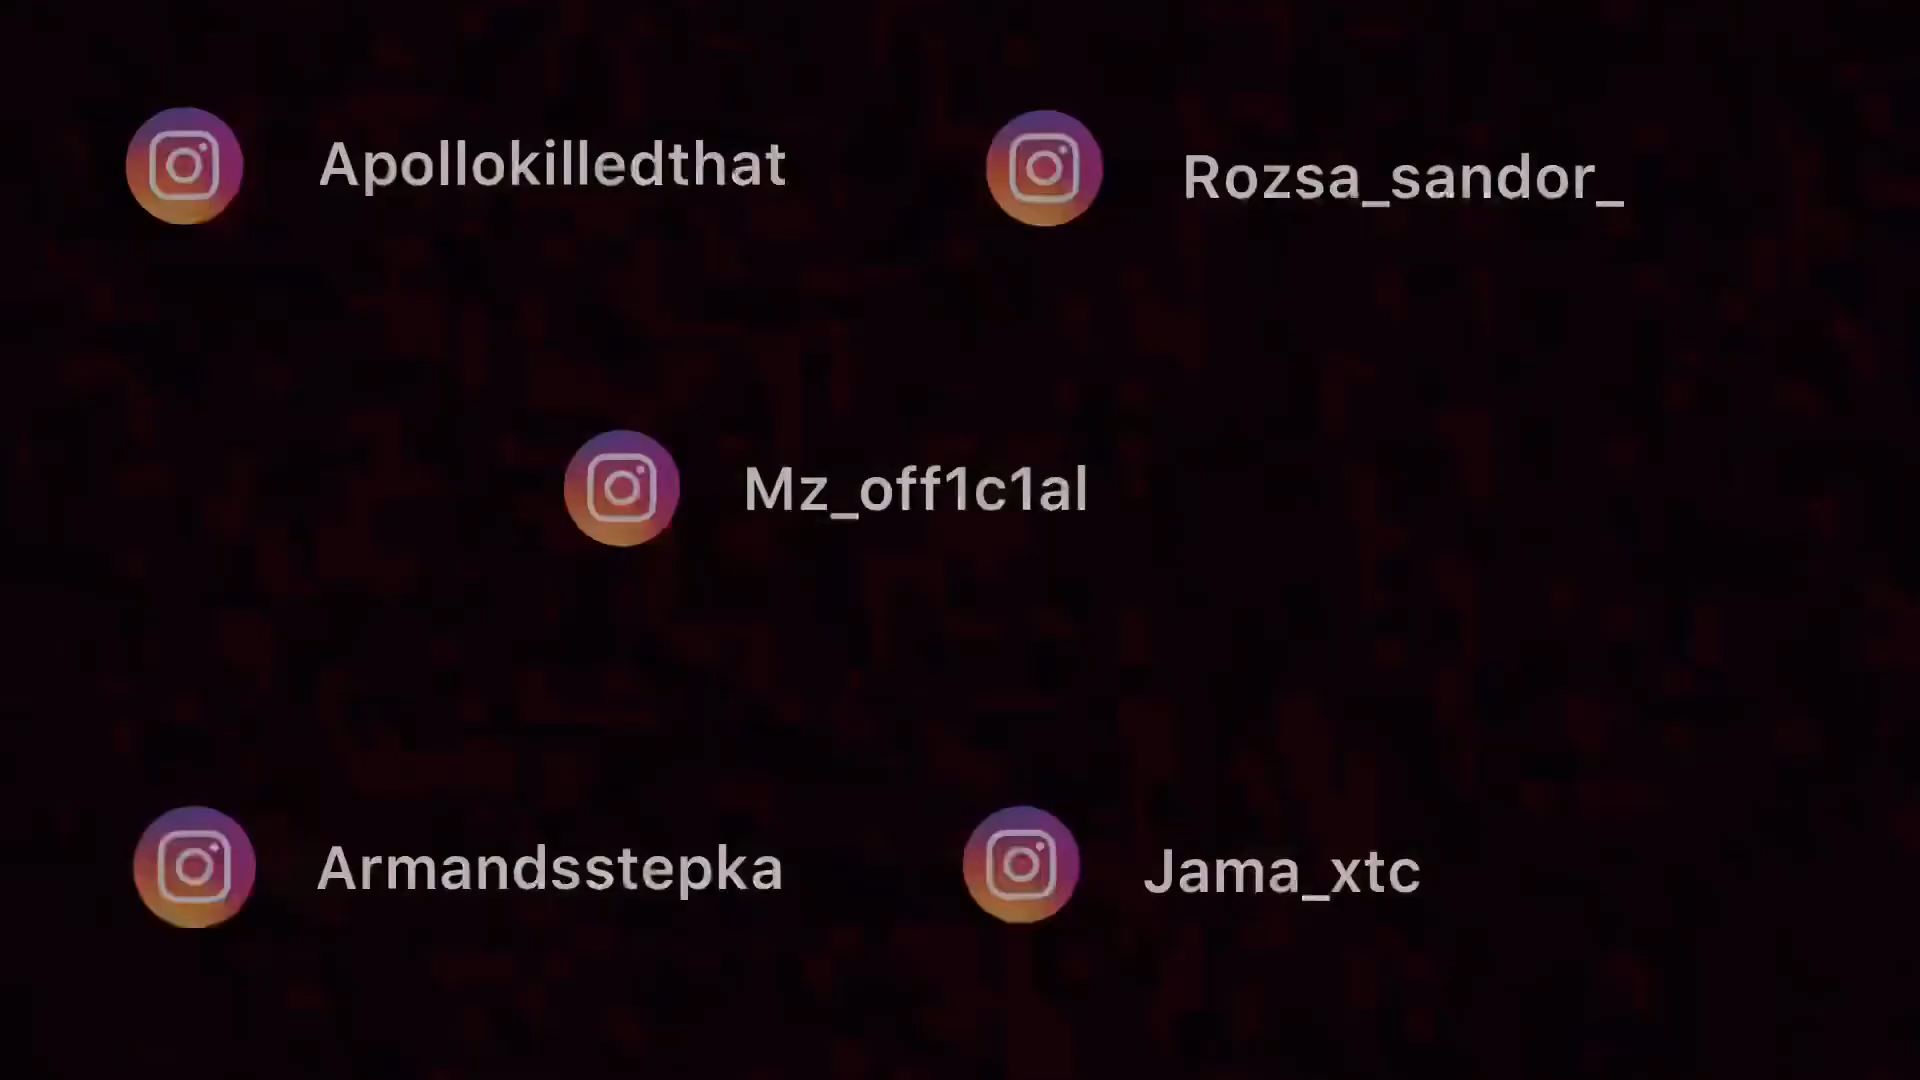 Apollokilledthat
Rozsa_sandor_
Mz_off1c1al
Armandsstepka
Jama_xtc